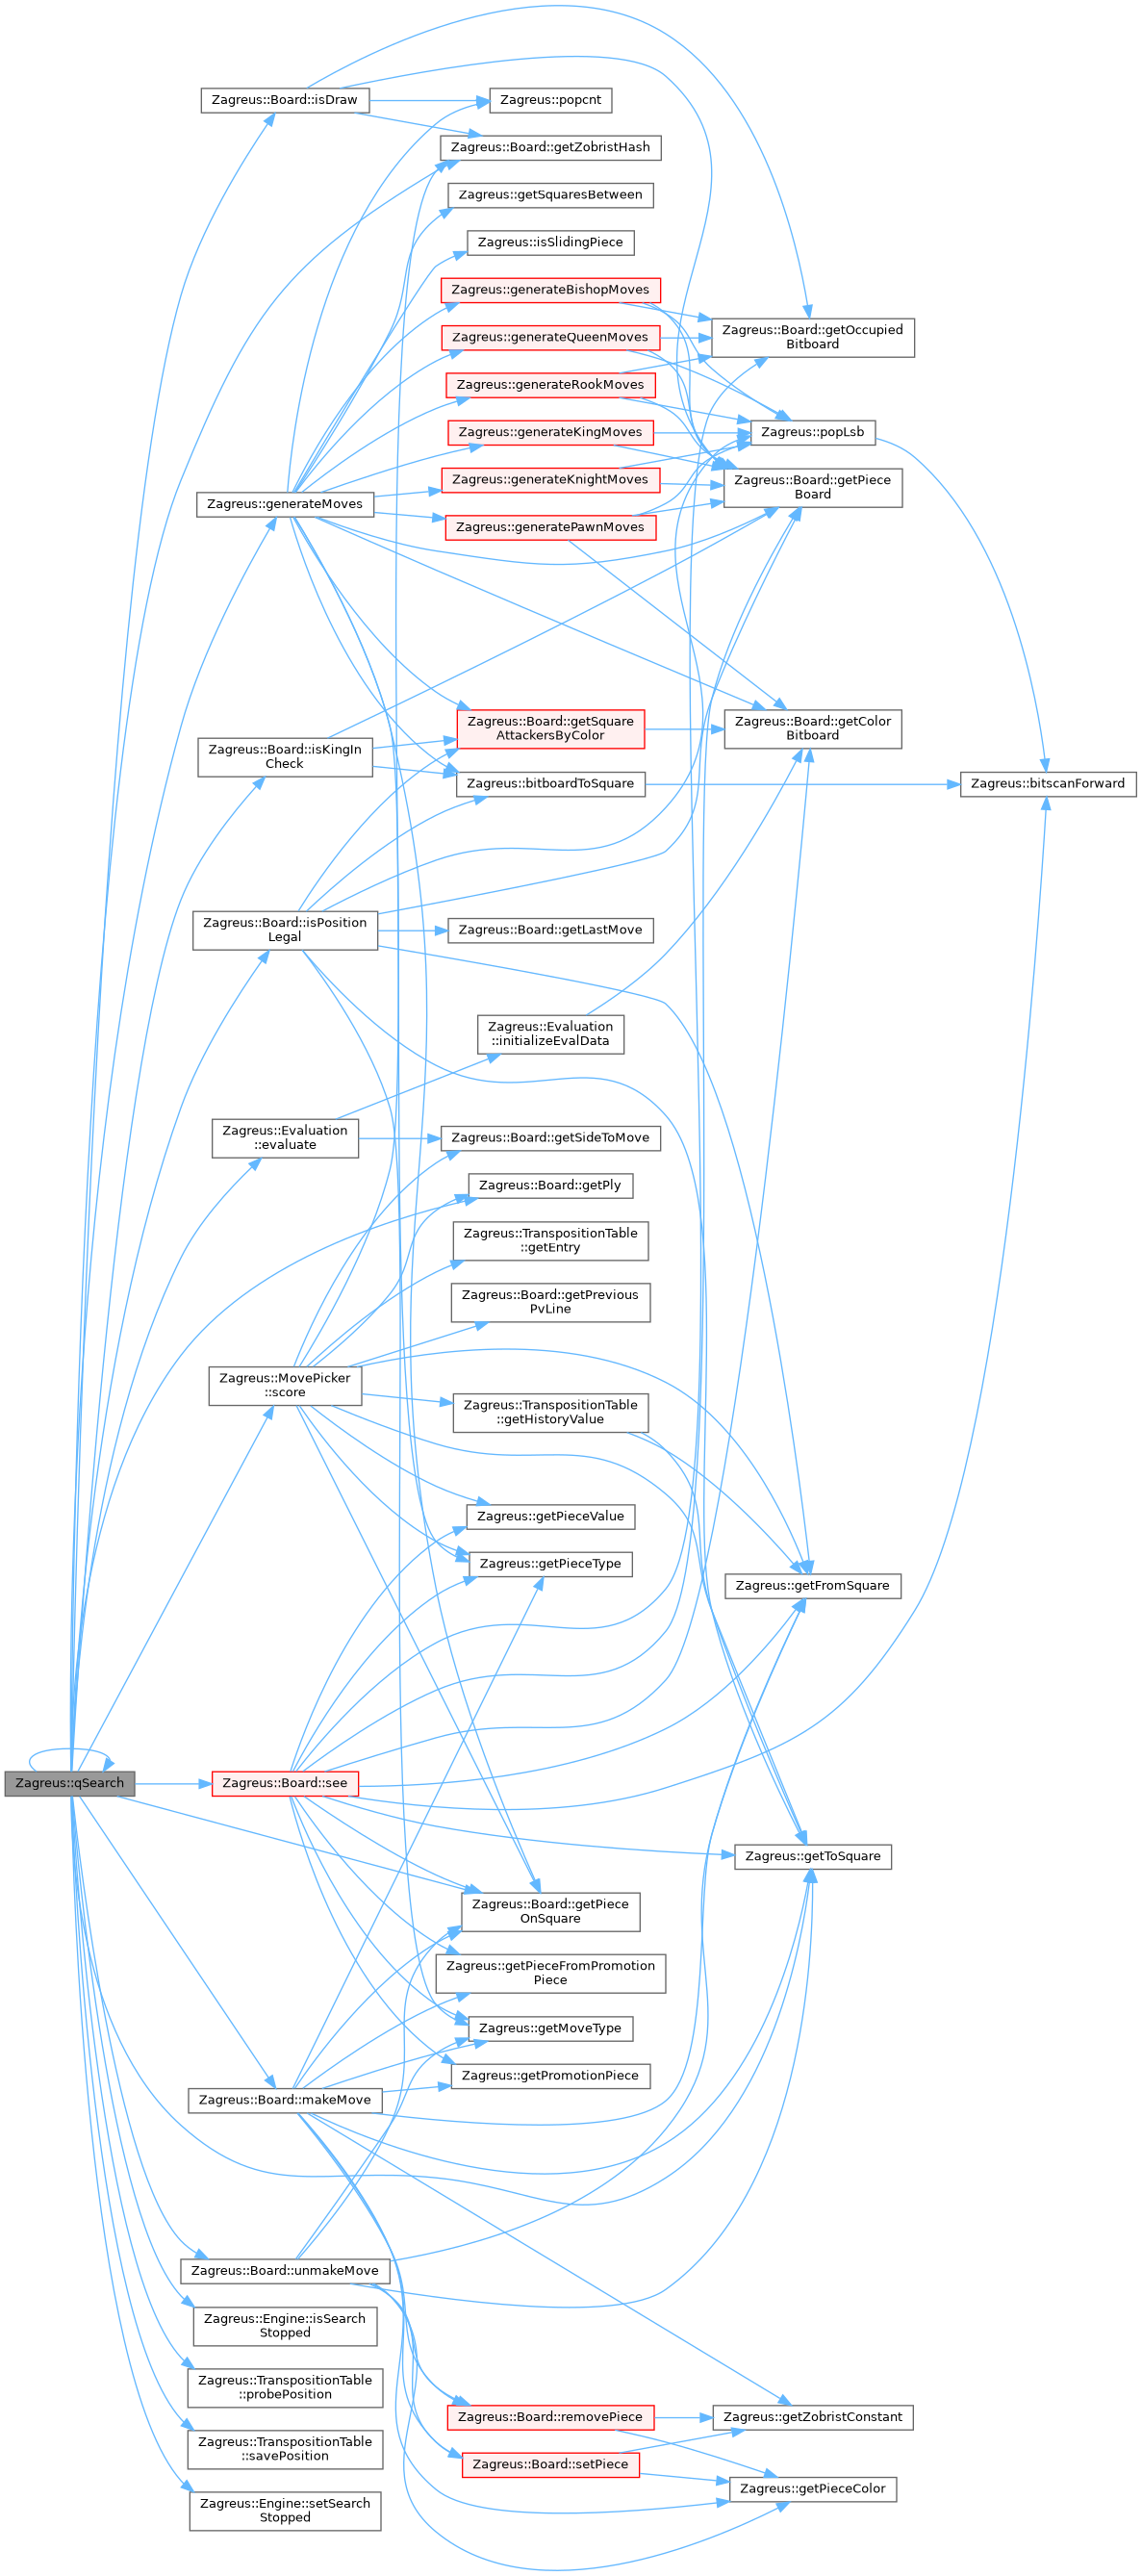 Zagreus::Board::isDraw
Zagreus::popcnt
Zagreus::Board::getZobristHash
Zagreus::getSquaresBetween
Zagreus::isSlidingPiece
Zagreus::generateBishopMoves
Zagreus::generateQueenMoves
Zagreus::Board::getOccupied
Bitboard
Zagreus::generateRookMoves
Zagreus::generateKingMoves
Zagreus::popLsb
Zagreus::generateKnightMoves
Zagreus::Board::getPiece
Board
Zagreus::generateMoves
Zagreus::generatePawnMoves
Zagreus::Board::getSquare
AttackersByColor
Zagreus::Board::getColor
Bitboard
Zagreus::Board::isKingIn
Check
Zagreus::bitboardToSquare
Zagreus::bitscanForward
Zagreus::Board::isPosition
Legal
Zagreus::Board::getLastMove
Zagreus::Evaluation
::initializeEvalData
Zagreus::Evaluation
::evaluate
Zagreus::Board::getSideToMove
Zagreus::Board::getPly
Zagreus::TranspositionTable
::getEntry
Zagreus::Board::getPrevious
PvLine
Zagreus::MovePicker
::score
Zagreus::TranspositionTable
::getHistoryValue
Zagreus::getPieceValue
Zagreus::getPieceType
Zagreus::getFromSquare
Zagreus::qSearch
Zagreus::Board::see
Zagreus::getToSquare
Zagreus::Board::getPiece
OnSquare
Zagreus::getPieceFromPromotion
Piece
Zagreus::getMoveType
Zagreus::getPromotionPiece
Zagreus::Board::makeMove
Zagreus::Board::unmakeMove
Zagreus::Engine::isSearch
Stopped
Zagreus::TranspositionTable
::probePosition
Zagreus::Board::removePiece
Zagreus::getZobristConstant
Zagreus::TranspositionTable
::savePosition
Zagreus::Board::setPiece
Zagreus::getPieceColor
Zagreus::Engine::setSearch
Stopped